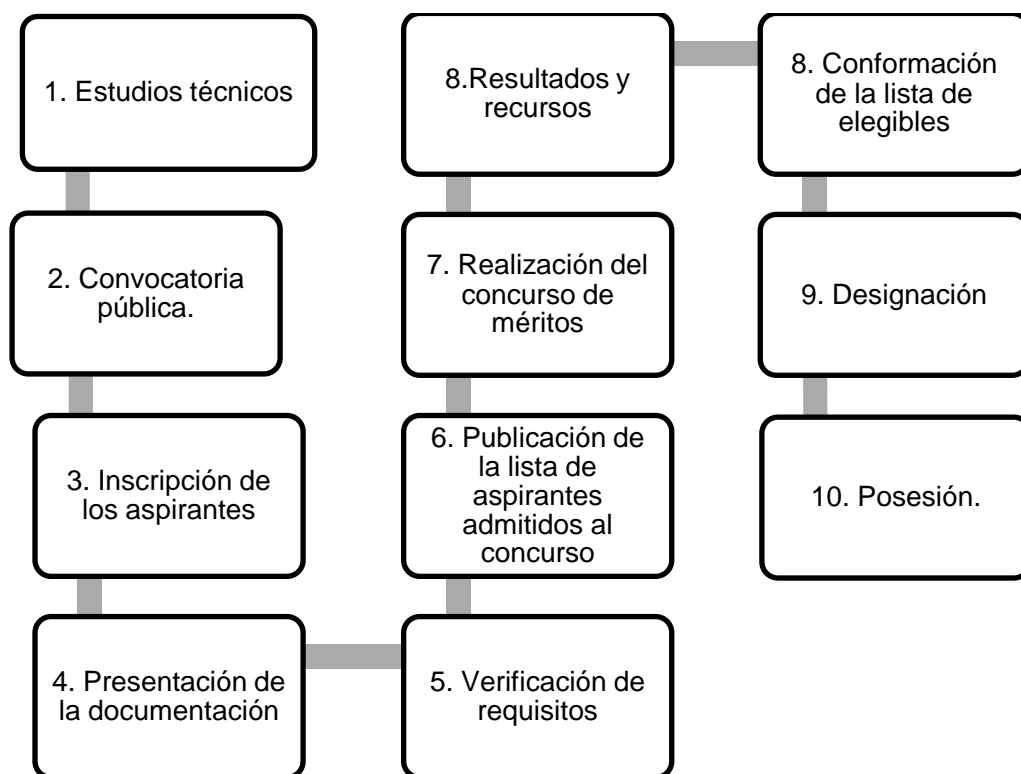 1. Estudios técnicos
2. Convocatoria
pública.
3. Inscripción de
los aspirantes
4. Presentación de
la documentación
5. Verificación de
requisitos
6. Publicación de
la lista de
aspirantes
admitidos al
concurso
7. Realización del
concurso de
méritos
8.Resultados y
recursos
8. Conformación
de la lista de
elegibles
9. Designación
10. Posesión.